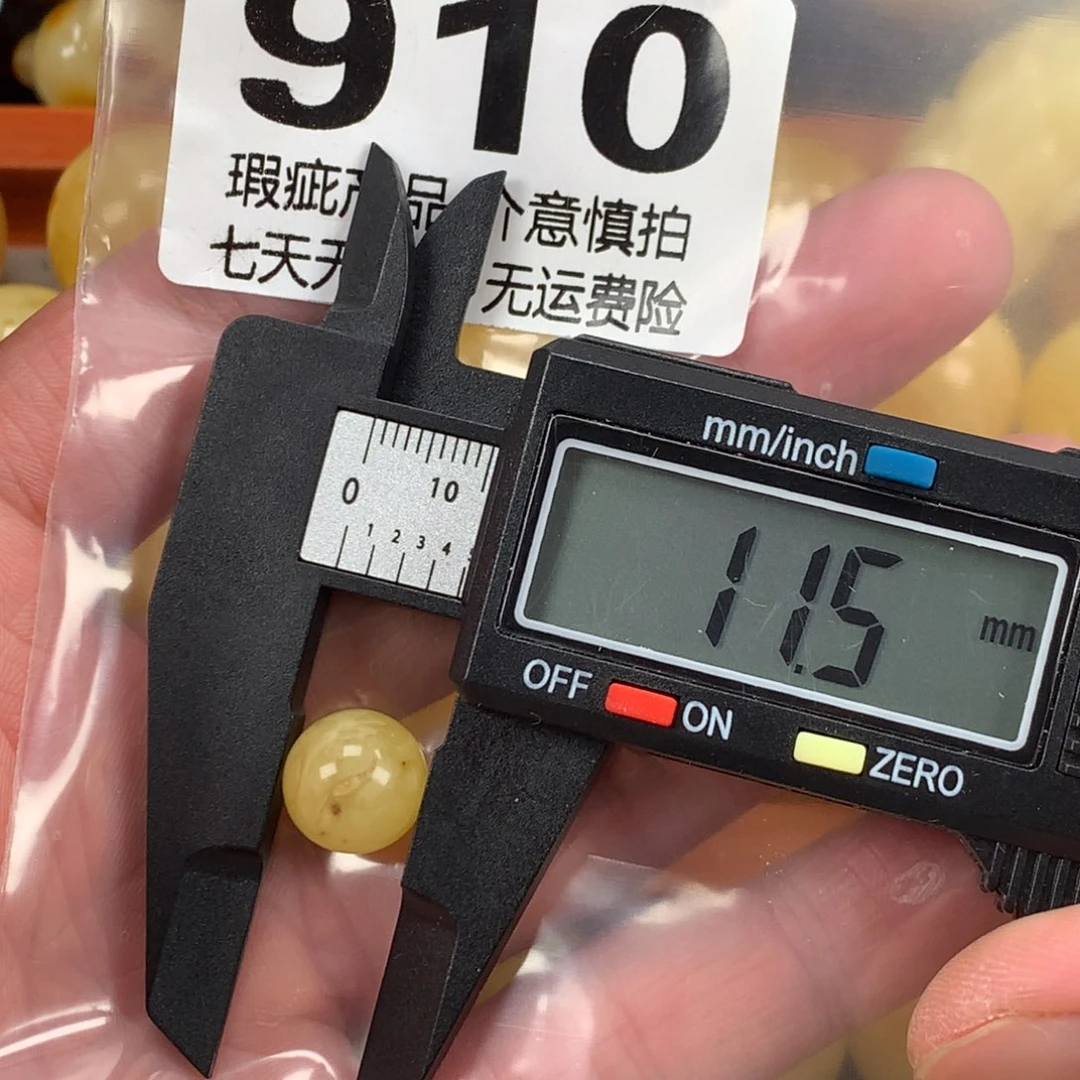 910
瑕疵产品 介意慎拍
七天无 无运费险
mm/inch
0 10
1 2 3 4
11.5 mm
OFF ON
ZERO